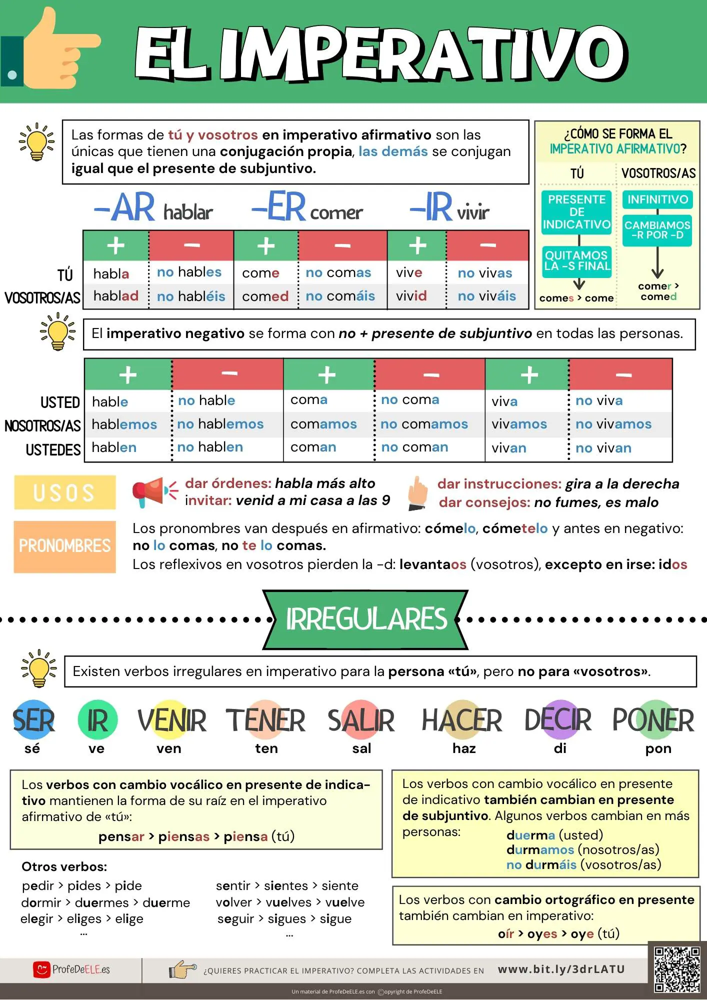 EL IMPERATIVO
Las formas de tú y vosotros en imperativo afirmativo son las
únicas que tienen una conjugación propia, las demás se conjugan
igual que el presente de subjuntivo.
¿CÓMO SE FORMA EL
IMPERATIVO AFIRMATIVO?
TÚ VOSOTROS/AS
PRESENTE
DE
INDICATIVO
QUITAMOS
LA -S FINAL
comes > come
INFINITIVO
CAMBIAMOS
-R POR -D
comer >
comed
-AR hablar -ER comer -IR vivir
+ - + - + -
TÚ habla no hables come no comas vive no vivas
VOSOTROS/AS hablad no habléis comed no comáis vivid no viváis
El imperativo negativo se forma con no + presente de subjuntivo en todas las personas.
+ - + - + -
USTED hable no hable coma no coma viva no viva
NOSOTROS/AS hablemos no hablemos comamos no comamos vivamos no vivamos
USTEDES hablen no hablen coman no coman vivan no vivan
USOS
dar órdenes: habla más alto
invitar: venid a mi casa a las 9
dar instrucciones: gira a la derecha
dar consejos: no fumes, es malo
PRONOMBRES
Los pronombres van después en afirmativo: cómelo, cómetelo y antes en negativo:
no lo comas, no te lo comas.
Los reflexivos en vosotros pierden la -d: levantaos (vosotros), excepto en irse: idos
IRREGULARES
Existen verbos irregulares en imperativo para la persona «tú», pero no para «vosotros».
SER IR VENIR TENER SALIR HACER DECIR PONER
sé ve ven ten sal haz di pon
Los verbos con cambio vocálico en presente de indica-
tivo mantienen la forma de su raíz en el imperativo
afirmativo de «tú»:
pensar > piensas > piensa (tú)
Otros verbos:
pedir > pides > pide
dormir > duermes > duerme
elegir > eliges > elige
...
sentir > sientes > siente
volver > vuelves > vuelve
seguir > sigues > sigue
...
Los verbos con cambio vocálico en presente
de indicativo también cambian en presente
de subjuntivo. Algunos verbos cambian en más
personas:
duerma (usted)
durmamos (nosotros/as)
no durmáis (vosotros/as)
Los verbos con cambio ortográfico en presente
también cambian en imperativo:
oír > oyes > oye (tú)
ProfeDeELE.es
¿QUIERES PRACTICAR EL IMPERATIVO? COMPLETA LAS ACTIVIDADES EN www.bit.ly/3drLATU
Un material de ProfeDeELE.es con ©opyright de ProfeDeELE